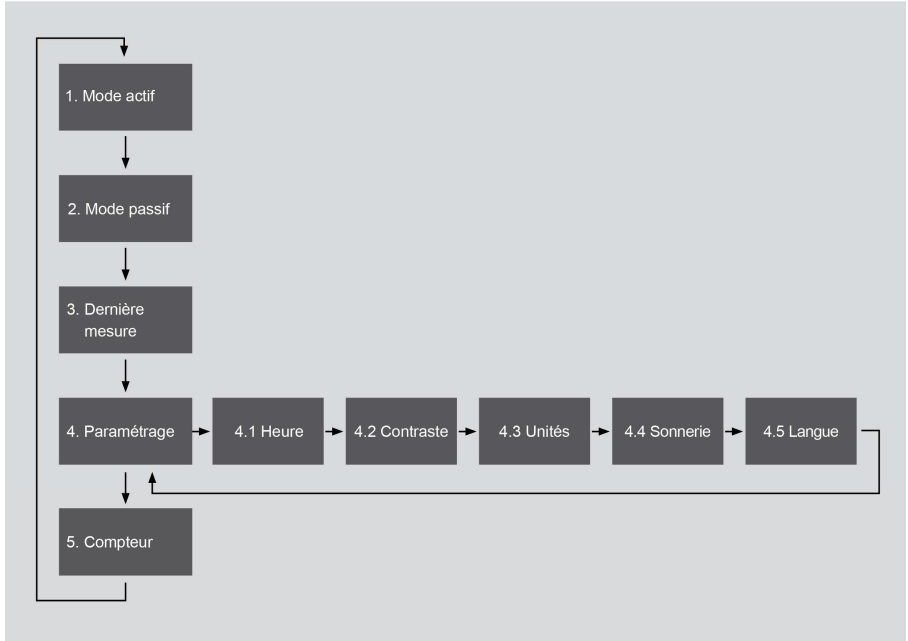 1. Mode actif
2. Mode passif
3. Dernière
mesure
4. Paramétrage
4.1 Heure
4.2 Contraste
4.3 Unités
4.4 Sonnerie
4.5 Langue
5. Compteur